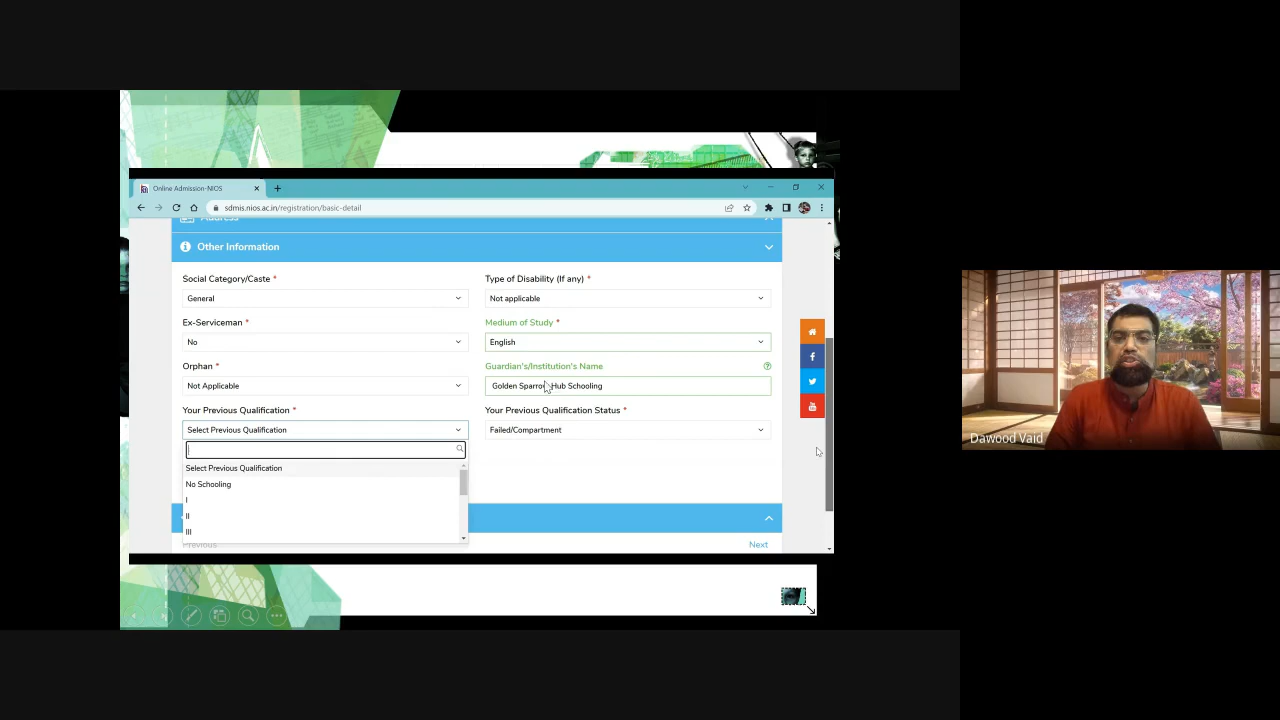 Online Admission-NIOS
sdmis.nios.ac.in/registration/basic-detail
Address
Other Information
Social Category/Caste *
Type of Disability (If any) *
General
Not applicable
Ex-Serviceman *
Medium of Study *
No
English
Orphan *
Guardian's/Institution's Name
Not Applicable
Golden Sparrow Hub Schooling
Your Previous Qualification *
Your Previous Qualification Status *
Select Previous Qualification
Failed/Compartment
Select Previous Qualification
No Schooling
I
II
III
Previous
Next
Dawood Vaid